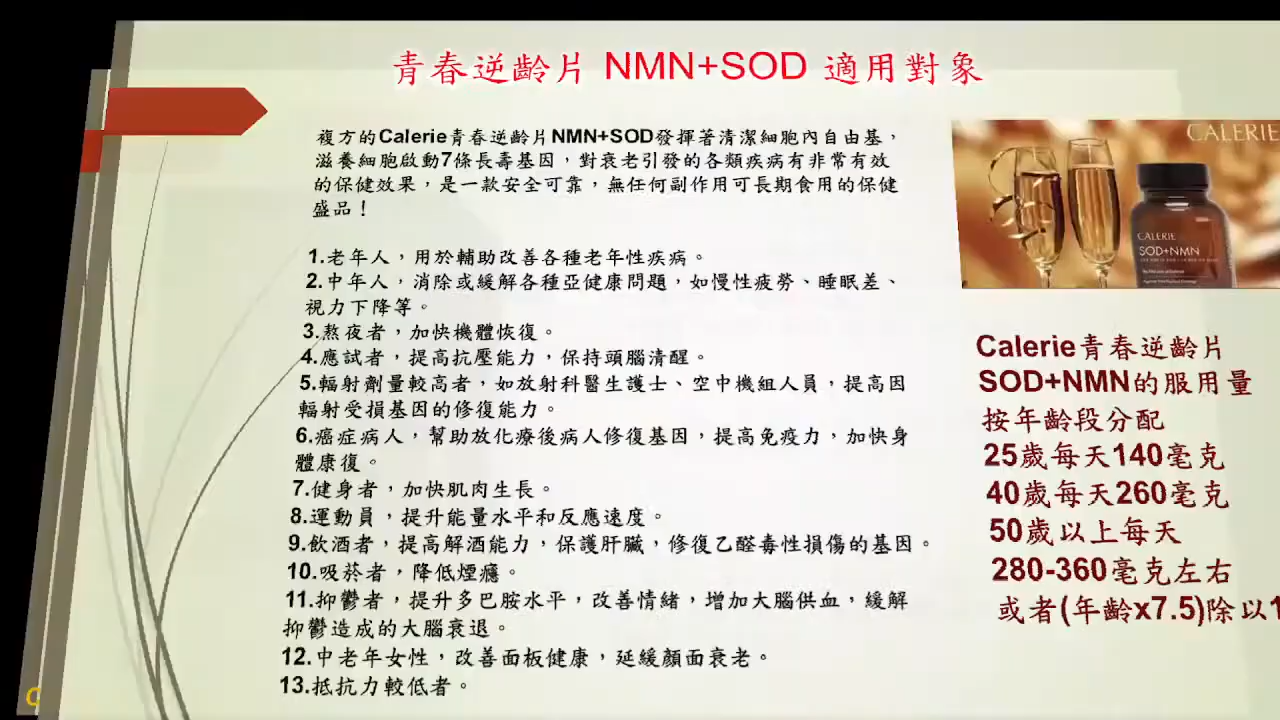 青春逆齡片 NMN+SOD 適用對象
複方的Calerie青春逆齡片NMN+SOD發揮著清潔細胞內自由基，
滋養細胞啟動7條長壽基因，對衰老引發的各類疾病有非常有效
的保健效果，是一款安全可靠，無任何副作用可長期食用的保健
盛品！
1.老年人，用於輔助改善各種老年性疾病。
2.中年人，消除或緩解各種亞健康問題，如慢性疲勞、睡眠差、
視力下降等。
3.熬夜者，加快機體恢復。
4.應試者，提高抗壓能力，保持頭腦清醒。
5.輻射劑量較高者，如放射科醫生護士、空中機組人員，提高因
輻射受損基因的修復能力。
6.癌症病人，幫助放化療後病人修復基因，提高免疫力，加快身
體康復。
7.健身者，加快肌肉生長。
8.運動員，提升能量水平和反應速度。
9.飲酒者，提高解酒能力，保護肝臟，修復乙醛毒性損傷的基因。
10.吸菸者，降低煙癮。
11.抑鬱者，提升多巴胺水平，改善情緒，增加大腦供血，緩解
抑鬱造成的大腦衰退。
12.中老年女性，改善面板健康，延緩顏面衰老。
13.抵抗力較低者。
CALERIE
CALERIE
SOD+NMN
Calerie青春逆齡片
SOD+NMN的服用量
按年齡段分配
25歲每天140毫克
40歲每天260毫克
50歲以上每天
280-360毫克左右
或者(年齡x7.5)除以1